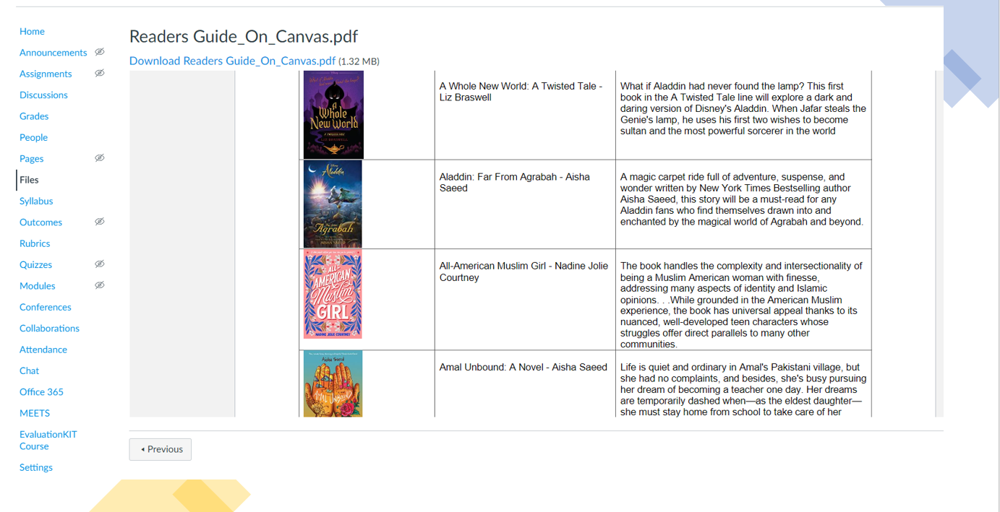 Home
Announcements
Assignments
Discussions
Grades
People
Pages
Files
Syllabus
Outcomes
Rubrics
Quizzes
Modules
Conferences
Collaborations
Attendance
Chat
Office 365
MEETS
EvaluationKIT
Course
Settings
Readers Guide_On_Canvas.pdf
Download Readers Guide_On_Canvas.pdf (1.32 MB)
a
Whole
New World
A TWISTED TALE
LIZ BRASWELL
A Whole New World: A Twisted Tale -
Liz Braswell
What if Aladdin had never found the lamp? This first
book in the A Twisted Tale line will explore a dark and
daring version of Disney's Aladdin. When Jafar steals the
Genie's lamp, he uses his first two wishes to become
sultan and the most powerful sorcerer in the world
Disney
Aladdin
Far From
Agrabah
AISHA SAEED
Aladdin: Far From Agrabah - Aisha
Saeed
A magic carpet ride full of adventure, suspense, and
wonder written by New York Times Bestselling author
Aisha Saeed, this story will be a must-read for any
Aladdin fans who find themselves drawn into and
enchanted by the magical world of Agrabah and beyond.
ALL-
AMERICAN
Muslim
GIRL
NADINE JOLIE COURTNEY
All-American Muslim Girl - Nadine Jolie
Courtney
The book handles the complexity and intersectionality of
being a Muslim American woman with finesse,
addressing many aspects of identity and Islamic
opinions. . .While grounded in the American Muslim
experience, the book has universal appeal thanks to its
nuanced, well-developed teen characters whose
struggles offer direct parallels to many other
communities.
Aisha Saeed
AMAL UNBOUND
Amal Unbound: A Novel - Aisha Saeed
Life is quiet and ordinary in Amal's Pakistani village, but
she had no complaints, and besides, she's busy pursuing
her dream of becoming a teacher one day. Her dreams
are temporarily dashed when—as the eldest daughter—
she must stay home from school to take care of her
Previous